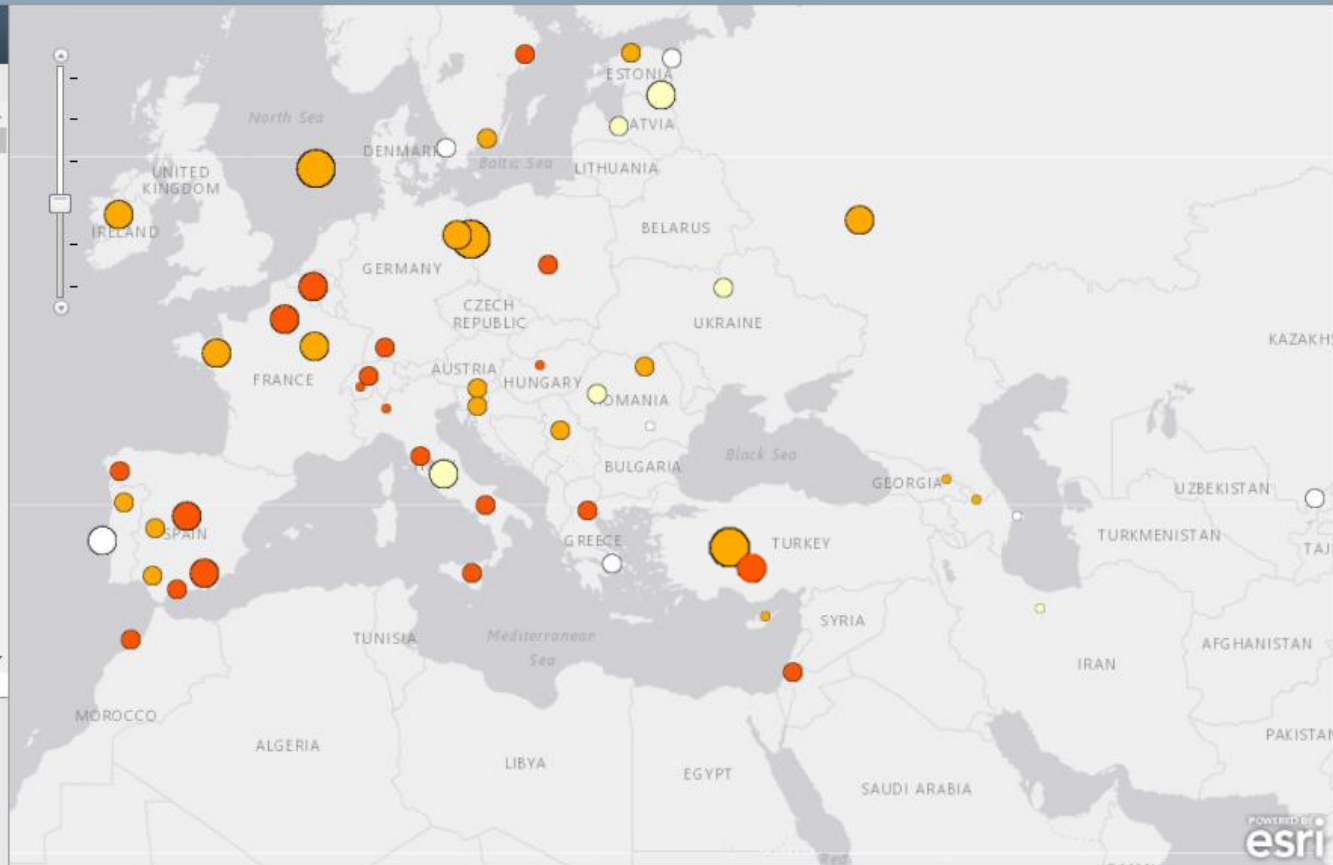 ESTONIA
North Sea
LATVIA
DENMARK
Baltic Sea
LITHUANIA
UNITED
KINGDOM
IRELAND
BELARUS
GERMANY
CZECH
REPUBLIC
UKRAINE
KAZAKHS
FRANCE
AUSTRIA
HUNGARY
ROMANIA
Black Sea
BULGARIA
GEORGIA
UZBEKISTAN
SPAIN
GREECE
TURKEY
TURKMENISTAN
TAJ
SYRIA
TUNISIA
Mediterranean
Sea
AFGHANISTAN
IRAN
MOROCCO
ALGERIA
PAKISTAN
LIBYA
EGYPT
SAUDI ARABIA
POWERED BY
esri
Red